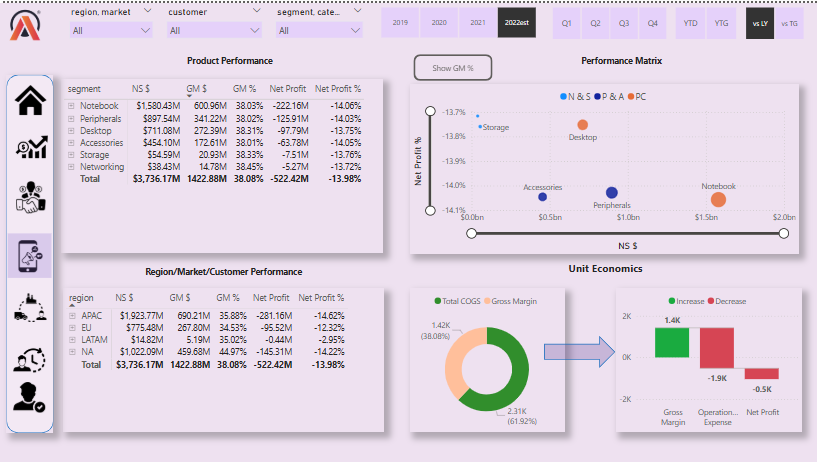 region, market customer segment, cate...
All All All
2019 2020 2021 2022est Q1 Q2 Q3 Q4 YTD YTG vs LY vs TG
Product Performance
segment NS $ GM $ GM % Net Profit Net Profit %
Notebook $1,580.43M 600.96M 38.03% -222.16M -14.06%
Peripherals $897.54M 341.22M 38.02% -125.91M -14.03%
Desktop $711.08M 272.39M 38.31% -97.79M -13.75%
Accessories $454.10M 172.61M 38.01% -63.78M -14.05%
Storage $54.59M 20.93M 38.33% -7.51M -13.76%
Networking $38.43M 14.78M 38.45% -5.27M -13.72%
Total $3,736.17M 1422.88M 38.08% -522.42M -13.98%
Show GM %
Performance Matrix
N & S P & A PC
Net Profit %
-13.7%
-13.8%
-13.9%
-14.0%
-14.1%
Storage
Desktop
Accessories
Peripherals
Notebook
$0.0bn $0.5bn $1.0bn $1.5bn $2.0bn
NS $
Region/Market/Customer Performance
region NS $ GM $ GM % Net Profit Net Profit %
APAC $1,923.77M 690.21M 35.88% -281.16M -14.62%
EU $775.48M 267.80M 34.53% -95.52M -12.32%
LATAM $14.82M 5.19M 35.02% -0.44M -2.95%
NA $1,022.09M 459.68M 44.97% -145.31M -14.22%
Total $3,736.17M 1422.88M 38.08% -522.42M -13.98%
Unit Economics
Total COGS Gross Margin
1.42K
(38.08%)
2.31K
(61.92%)
Increase Decrease
2K
0K
-2K
1.4K
-1.9K
-0.5K
Gross Margin
Operation... Expense
Net Profit